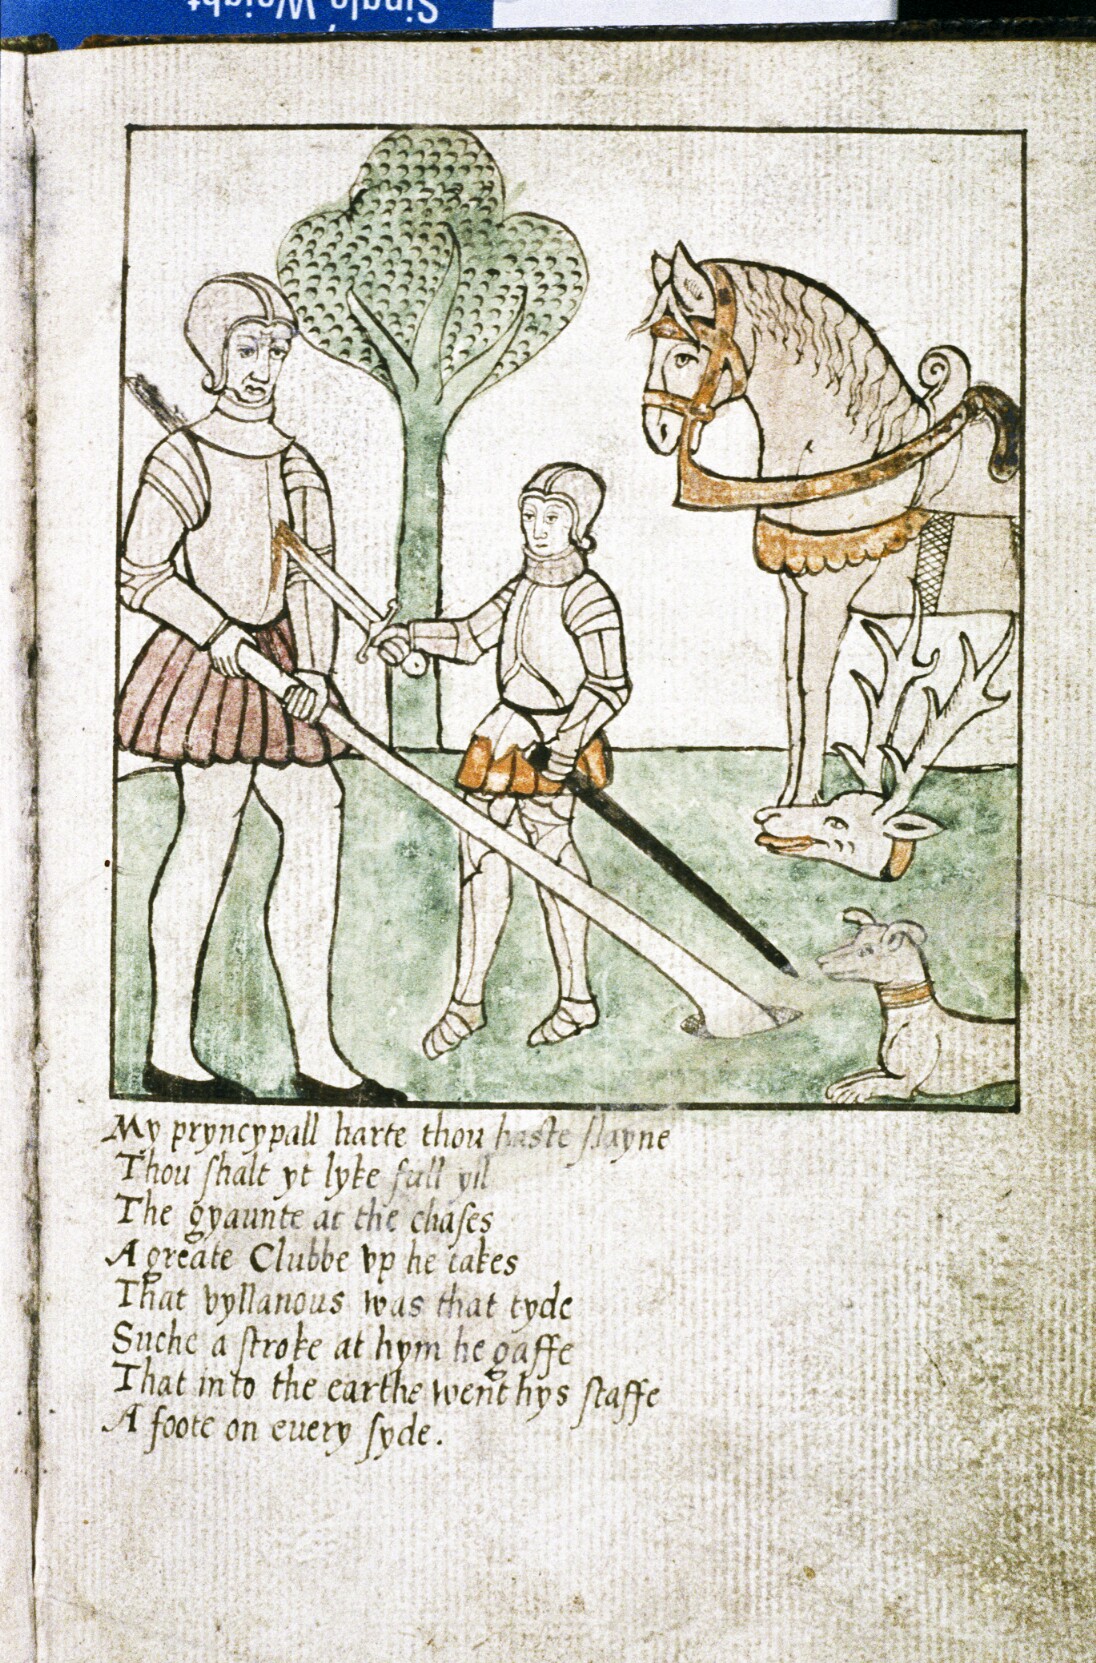 Single Weight
My pryncypall harte thou haste slayne
Thou shalt yt lyke full yll
The gyaunte at the chases
A greate Clubbe vp he takes
That vyllanous was that tyde
Suche a stroke at hym he gaffe
That into the earthe went hys staffe
A foote on euery syde.